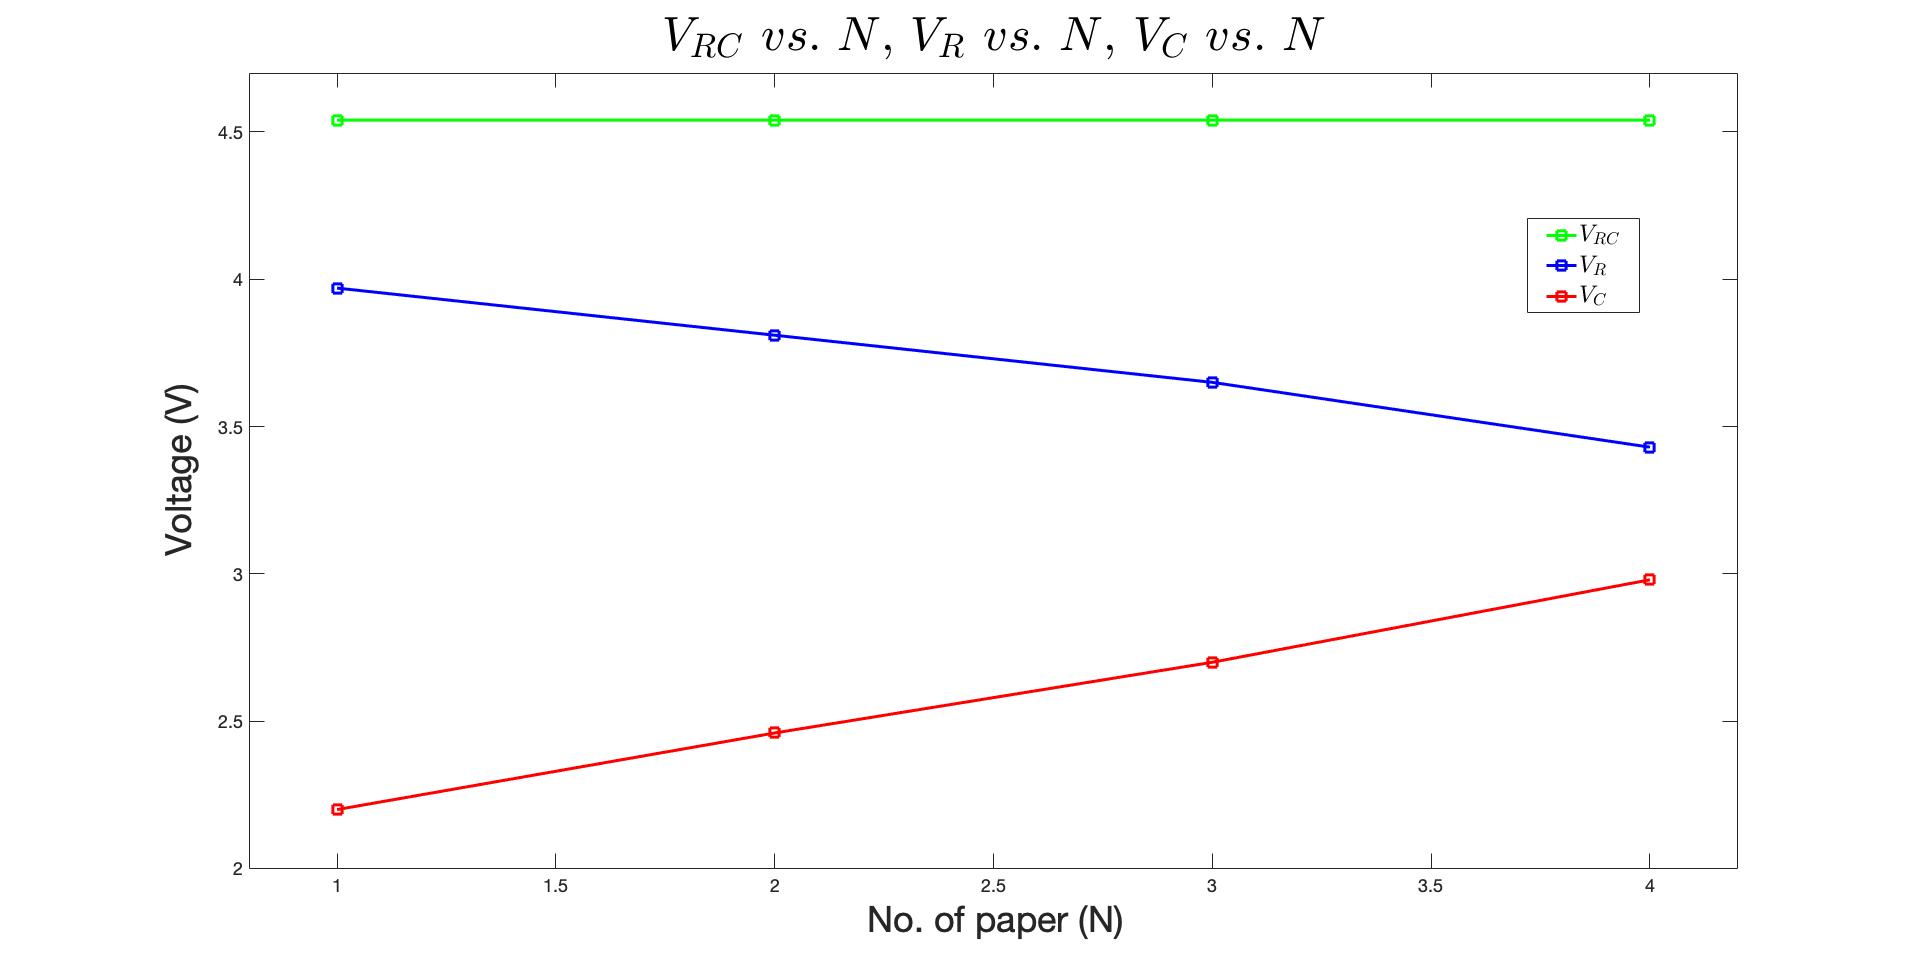 V_RC vs. N, V_R vs. N, V_C vs. N
4.5
4
3.5
3
2.5
2
Voltage (V)
V_RC
V_R
V_C
1 1.5 2 2.5 3 3.5 4
No. of paper (N)